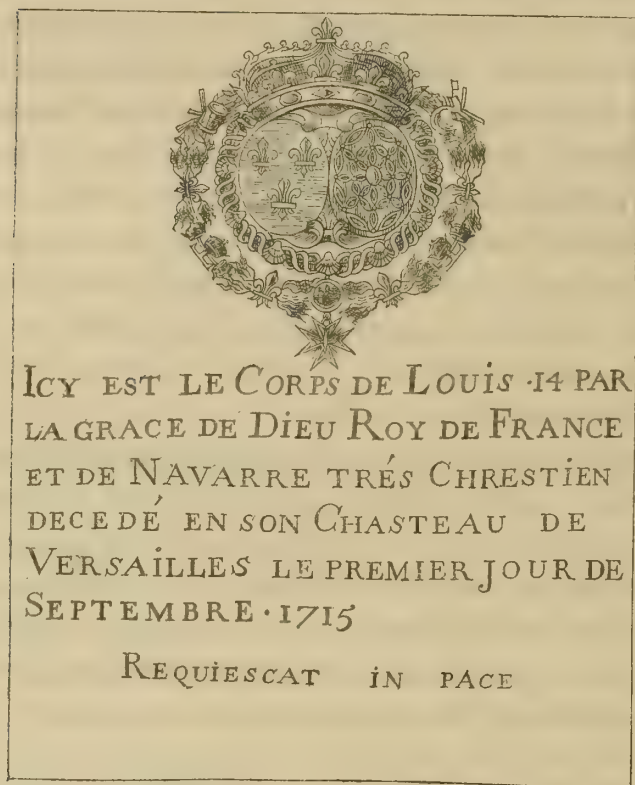 ICY EST LE CORPS DE LOUIS ·14 PAR
LA GRACE DE DIEU ROY DE FRANCE
ET DE NAVARRE TRÉS CHRESTIEN
DECEDÉ EN SON CHASTEAU DE
VERSAILLES LE PREMIER JOUR DE
SEPTEMBRE · 1715
REQUIESCAT IN PACE